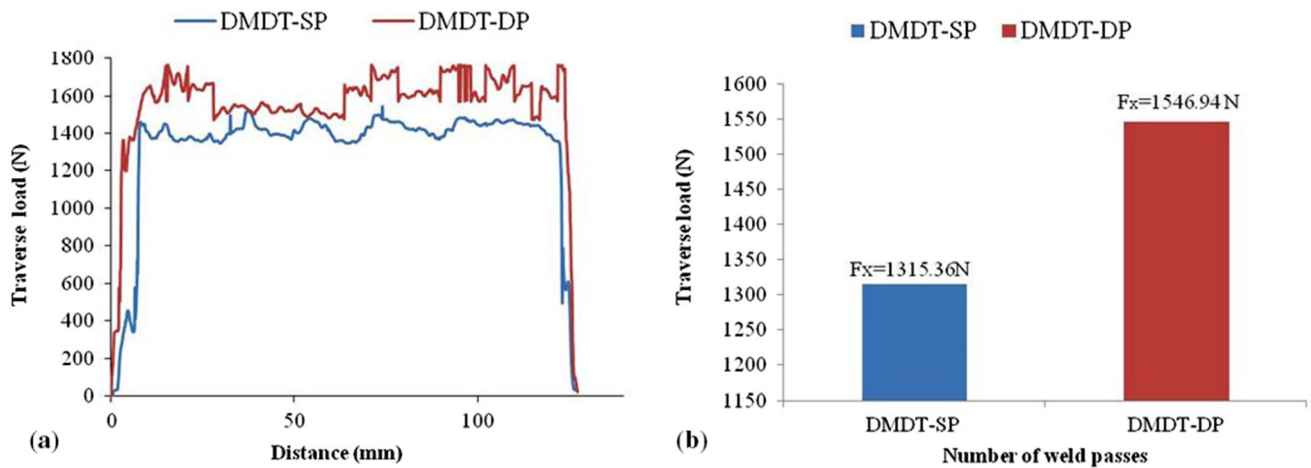 DMDT-SP DMDT-DP
1800
1600
1400
1200
1000
800
600
400
200
0
0 50 100
Traverse load (N)
Distance (mm)
(a)
DMDT-SP DMDT-DP
1600
1550
1500
1450
1400
1350
1300
1250
1200
1150
Traverse load (N)
Fx=1315.36N
Fx=1546.94N
DMDT-SP DMDT-DP
Number of weld passes
(b)